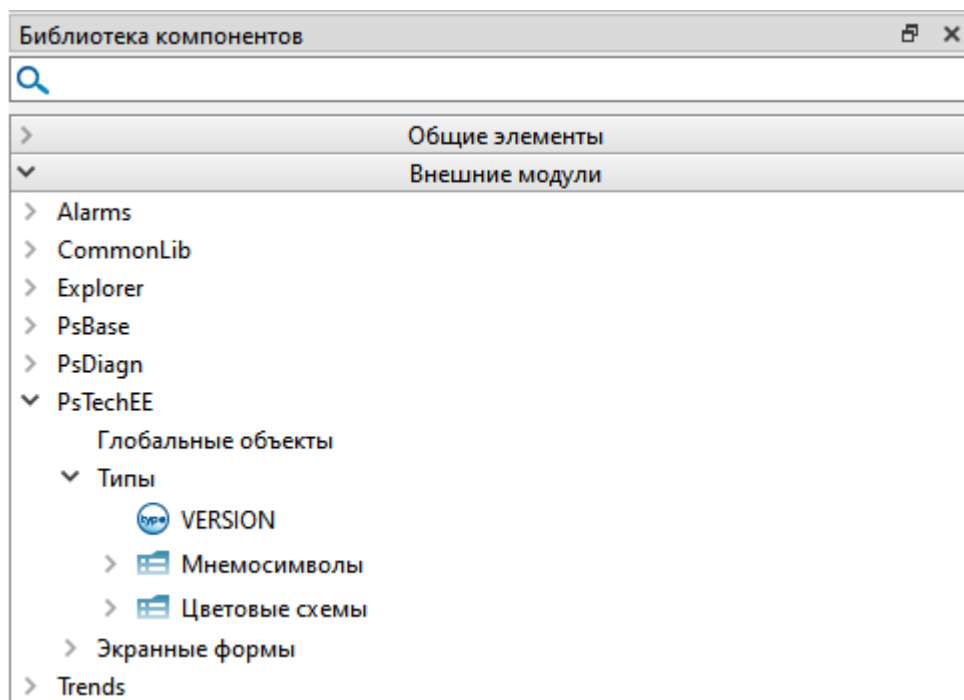 Библиотека компонентов
Общие элементы
Внешние модули
Alarms
CommonLib
Explorer
PsBase
PsDiagn
PsTechEE
Глобальные объекты
Типы
type VERSION
Мнемосимволы
Цветовые схемы
Экранные формы
Trends